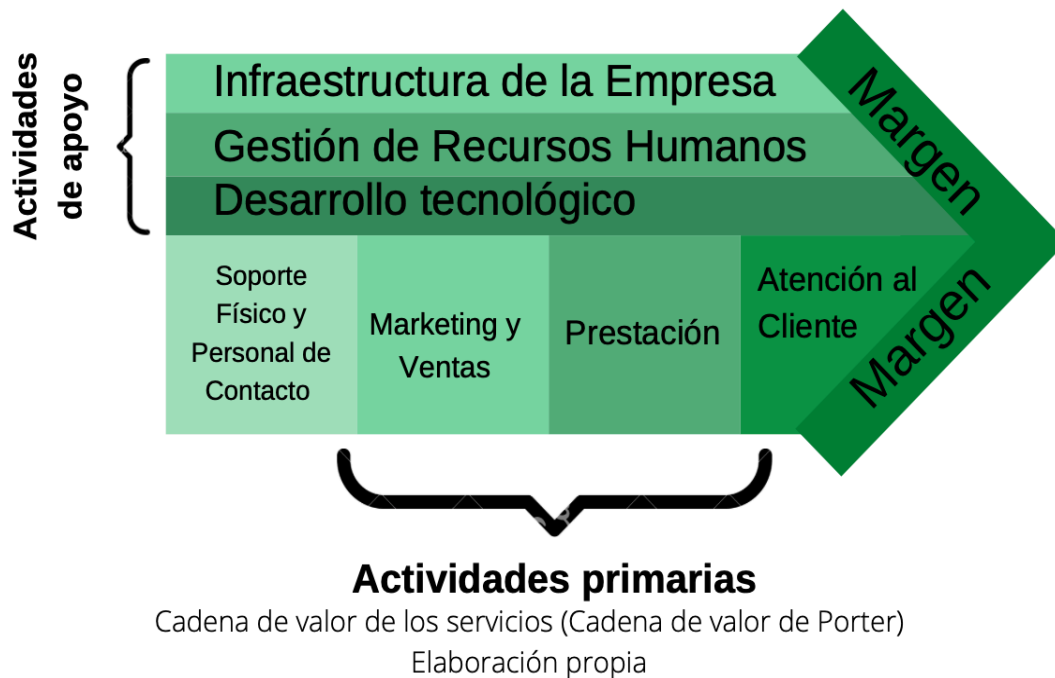 Actividades
de apoyo
Infraestructura de la Empresa
Gestión de Recursos Humanos
Desarrollo tecnológico
Margen
Soporte
Físico y
Personal de
Contacto
Marketing y
Ventas
Prestación
Atención al
Cliente
Margen
Actividades primarias
Cadena de valor de los servicios (Cadena de valor de Porter)
Elaboración propia